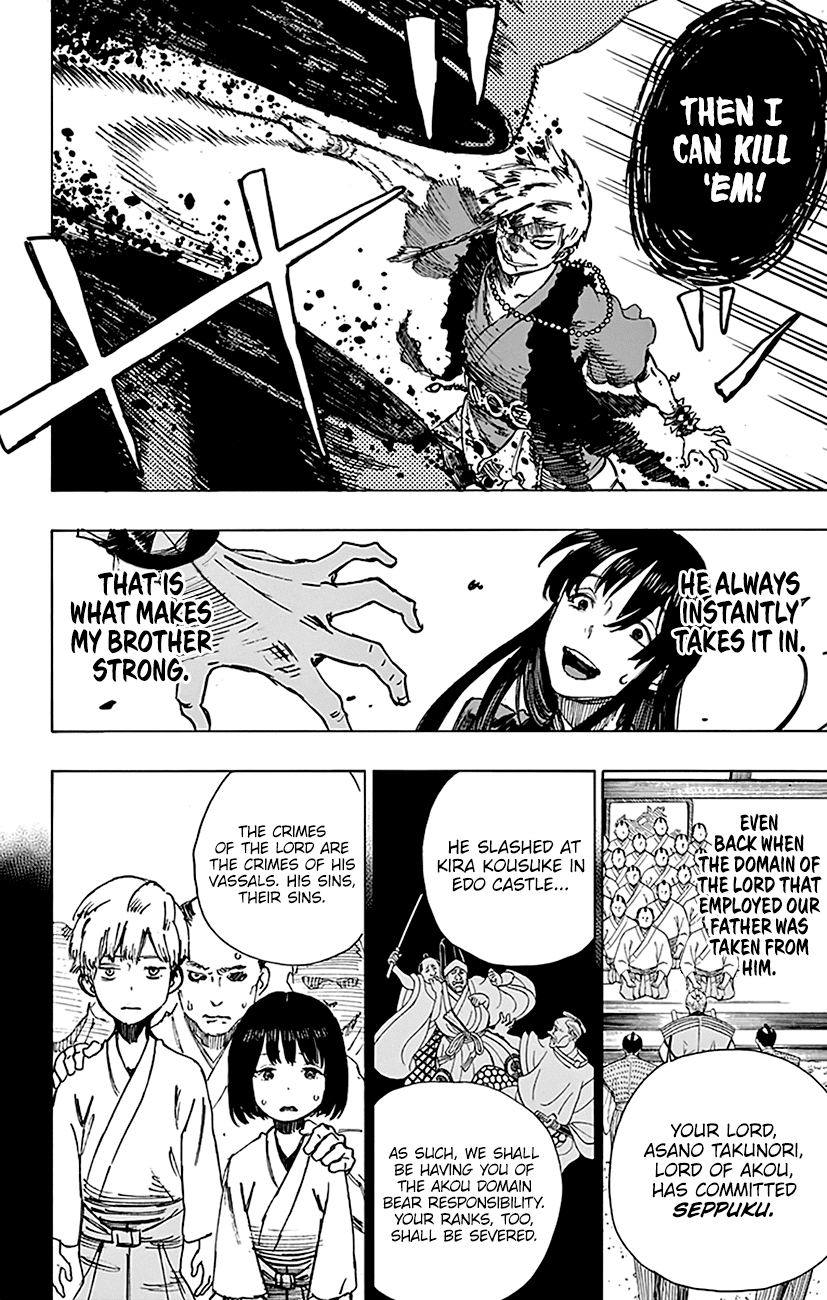 THEN I
CAN KILL
'EM!
HE ALWAYS
INSTANTLY
TAKES IT IN.
THAT IS
WHAT MAKES
MY BROTHER
STRONG.
EVEN
BACK WHEN
THE DOMAIN OF
THE LORD THAT
EMPLOYED OUR
FATHER WAS
TAKEN FROM
HIM.
YOUR LORD,
ASANO TAKUNORI,
LORD OF AKOU,
HAS COMMITTED
SEPPUKU.
HE SLASHED AT
KIRA KOUSUKE IN
EDO CASTLE...
AS SUCH, WE SHALL
BE HAVING YOU OF
THE AKOU DOMAIN
BEAR RESPONSIBILITY.
YOUR RANKS, TOO,
SHALL BE SEVERED.
THE CRIMES
OF THE LORD ARE
THE CRIMES OF HIS
VASSALS. HIS SINS,
THEIR SINS.